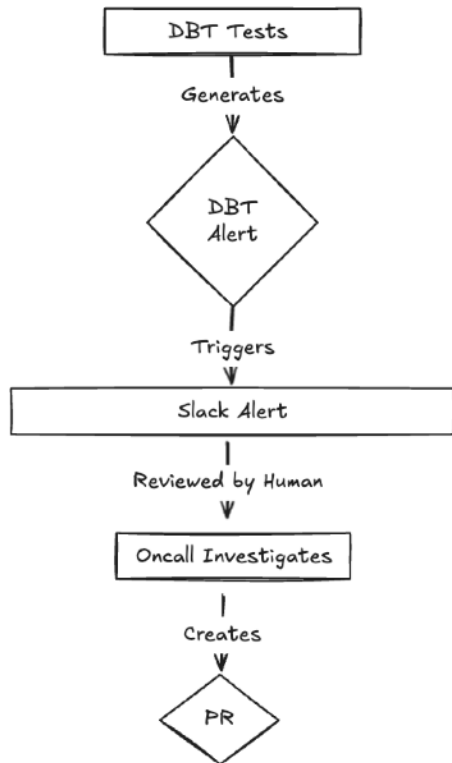 DBT Tests
Generates
DBT
Alert
Triggers
Slack Alert
Reviewed by Human
Oncall Investigates
Creates
PR